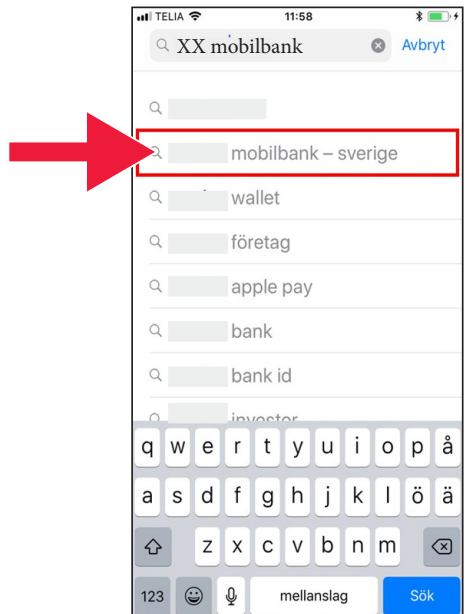 TELIA 11:58
XX mobilbank Avbryt
mobilbank – sverige
wallet
företag
apple pay
bank
bank id
investor
q w e r t y u i o p å
a s d f g h j k l ö ä
z x c v b n m
123 mellanslag Sök